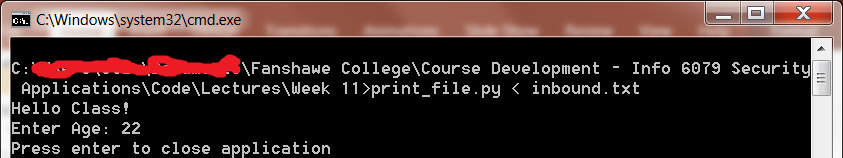 C:\Windows\system32\cmd.exe
C:\Fanshawe College\Course Development - Info 6079 Security
Applications\Code\Lectures\Week 11>print_file.py < inbound.txt
Hello Class!
Enter Age: 22
Press enter to close application